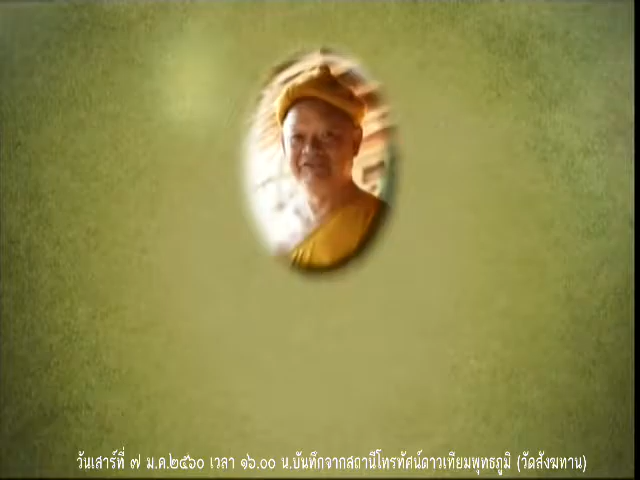 วันเสาร์ที่ ๗ ม.ค.๒๕๖๐ เวลา ๑๖.๐๐ น.บันทึกจากสถานีโทรทัศน์ดาวเทียมพุทธภูมิ (วัดสังฆทาน)